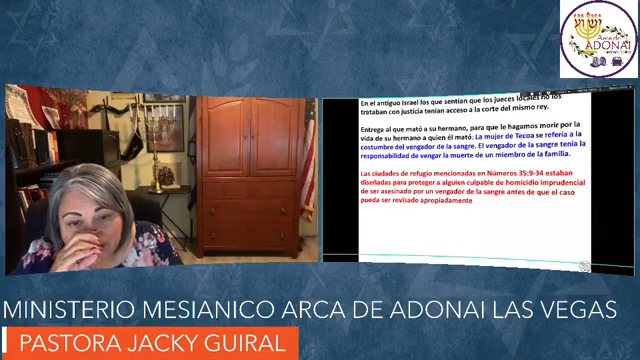 ישוע
Arca de
ADONAI
En el antiguo Israel los que sentían que los jueces locales no los
trataban con justicia tenían acceso a la corte del mismo rey.
Entrega al que mató a su hermano, para que le hagamos morir por la
vida de su hermano a quien él mató: La mujer de Tecoa se refería a la
costumbre del vengador de la sangre. El vengador de la sangre tenía la
responsabilidad de vengar la muerte de un miembro de la familia.
Las ciudades de refugio mencionadas en Números 35:9-34 estaban
diseñadas para proteger a alguien culpable de homicidio imprudencial
de ser asesinado por un vengador de la sangre antes de que el caso
pueda ser revisado apropiadamente
MINISTERIO MESIANICO ARCA DE ADONAI LAS VEGAS
PASTORA JACKY GUIRAL